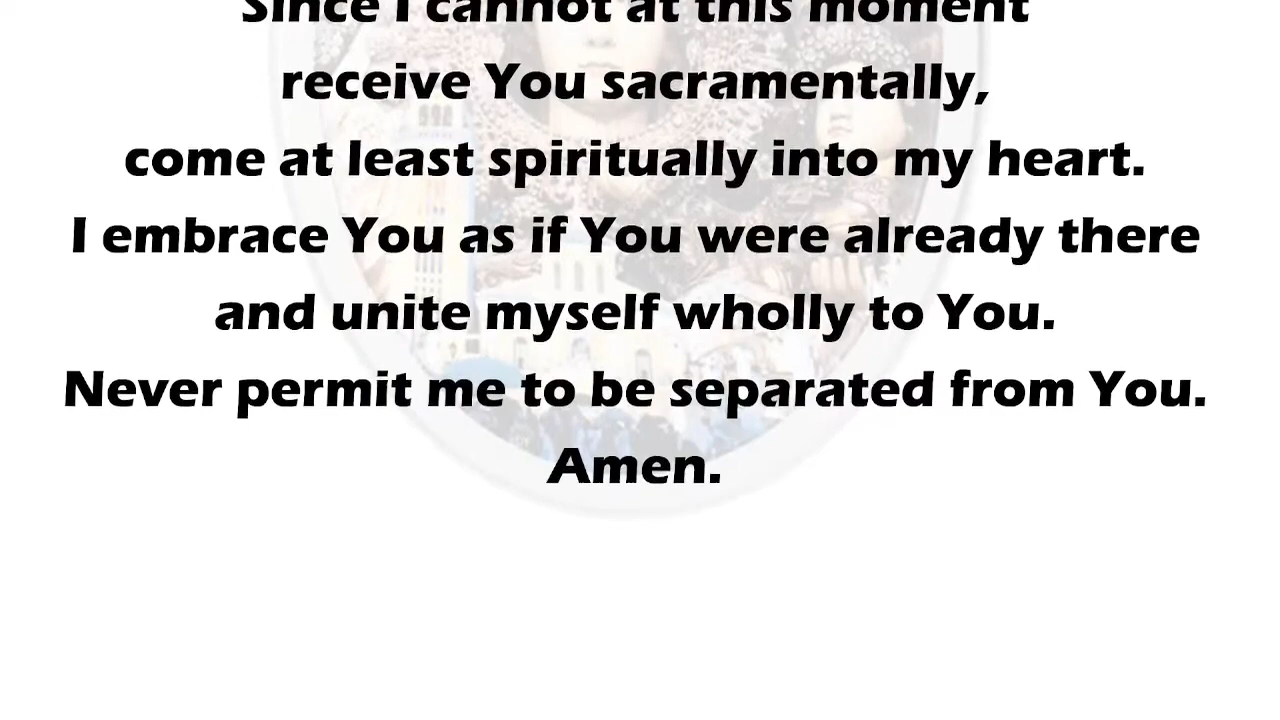 Since I cannot at this moment
receive You sacramentally,
come at least spiritually into my heart.
I embrace You as if You were already there
and unite myself wholly to You.
Never permit me to be separated from You.
Amen.